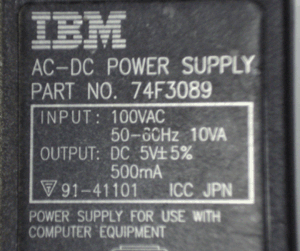 IBM
AC-DC POWER SUPPLY
PART NO. 74F3089
INPUT: 100VAC
50-60Hz 10VA
OUTPUT: DC 5V±5%
500mA
91-41101 ICC JPN
POWER SUPPLY FOR USE WITH
COMPUTER EQUIPMENT